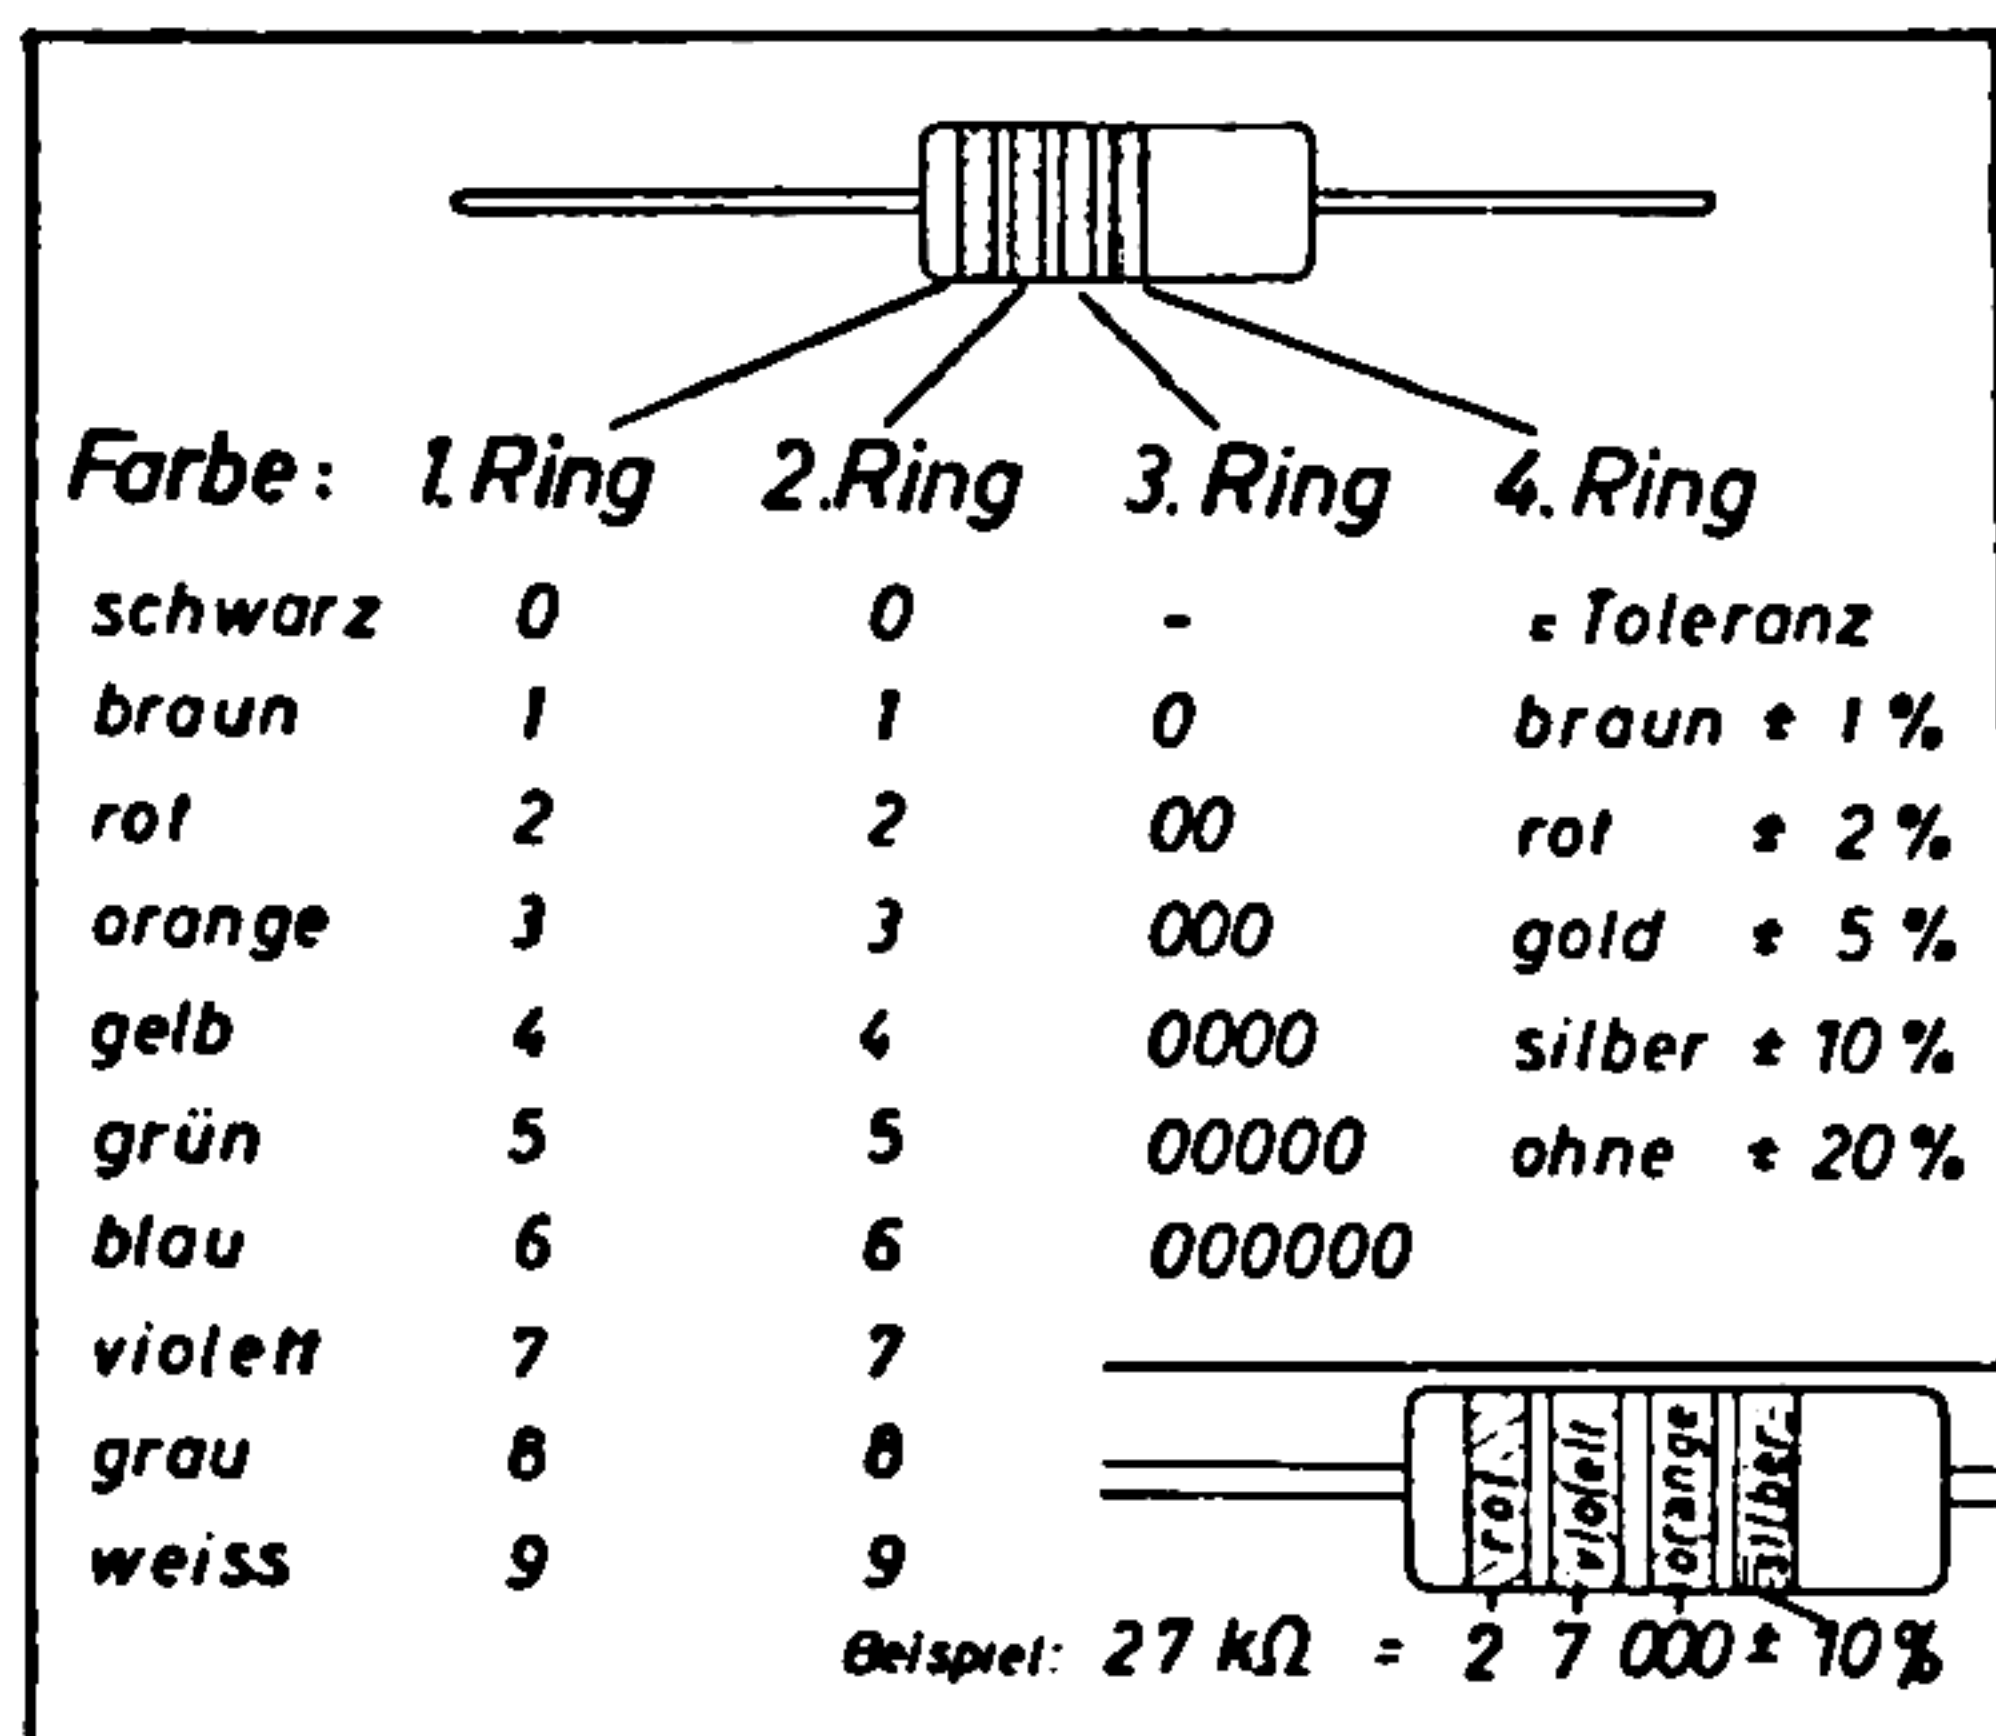 Farbe: 1.Ring 2.Ring 3.Ring 4.Ring
schwarz 0 0 - = Toleranz
braun 1 1 0 braun ± 1 %
rot 2 2 00 rot ± 2 %
orange 3 3 000 gold ± 5 %
gelb 4 4 0000 silber ± 10 %
grün 5 5 00000 ohne ± 20 %
blau 6 6 000000
violett 7 7
grau 8 8
weiss 9 9
rot violett orange silber
Beispiel: 27 kΩ = 2 7 000 ± 10%